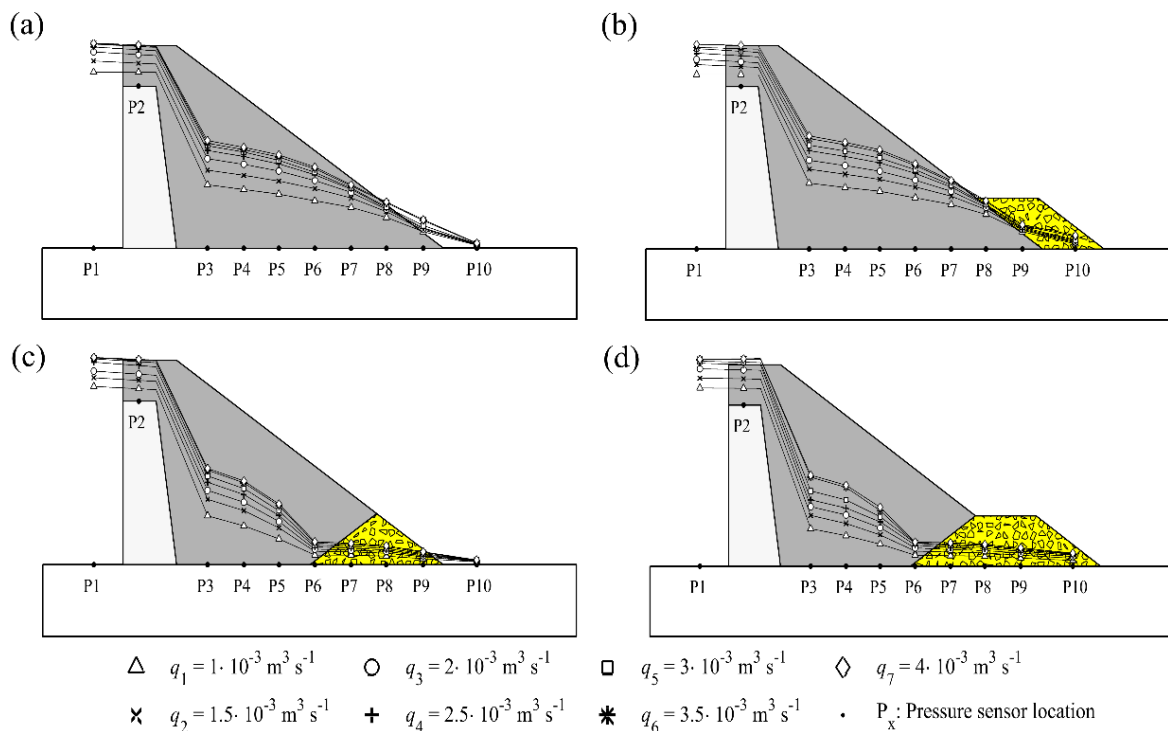 (a)
(b)
P2
P2
P1 P3 P4 P5 P6 P7 P8 P9 P10
P1 P3 P4 P5 P6 P7 P8 P9 P10
(c)
(d)
P2
P2
P1 P3 P4 P5 P6 P7 P8 P9 P10
P1 P3 P4 P5 P6 P7 P8 P9 P10
q₁ = 1· 10⁻³ m³ s⁻¹ q₃ = 2· 10⁻³ m³ s⁻¹ q₅ = 3· 10⁻³ m³ s⁻¹ q₇ = 4· 10⁻³ m³ s⁻¹
q₂ = 1.5· 10⁻³ m³ s⁻¹ q₄ = 2.5· 10⁻³ m³ s⁻¹ q₆ = 3.5· 10⁻³ m³ s⁻¹ Pₓ: Pressure sensor location